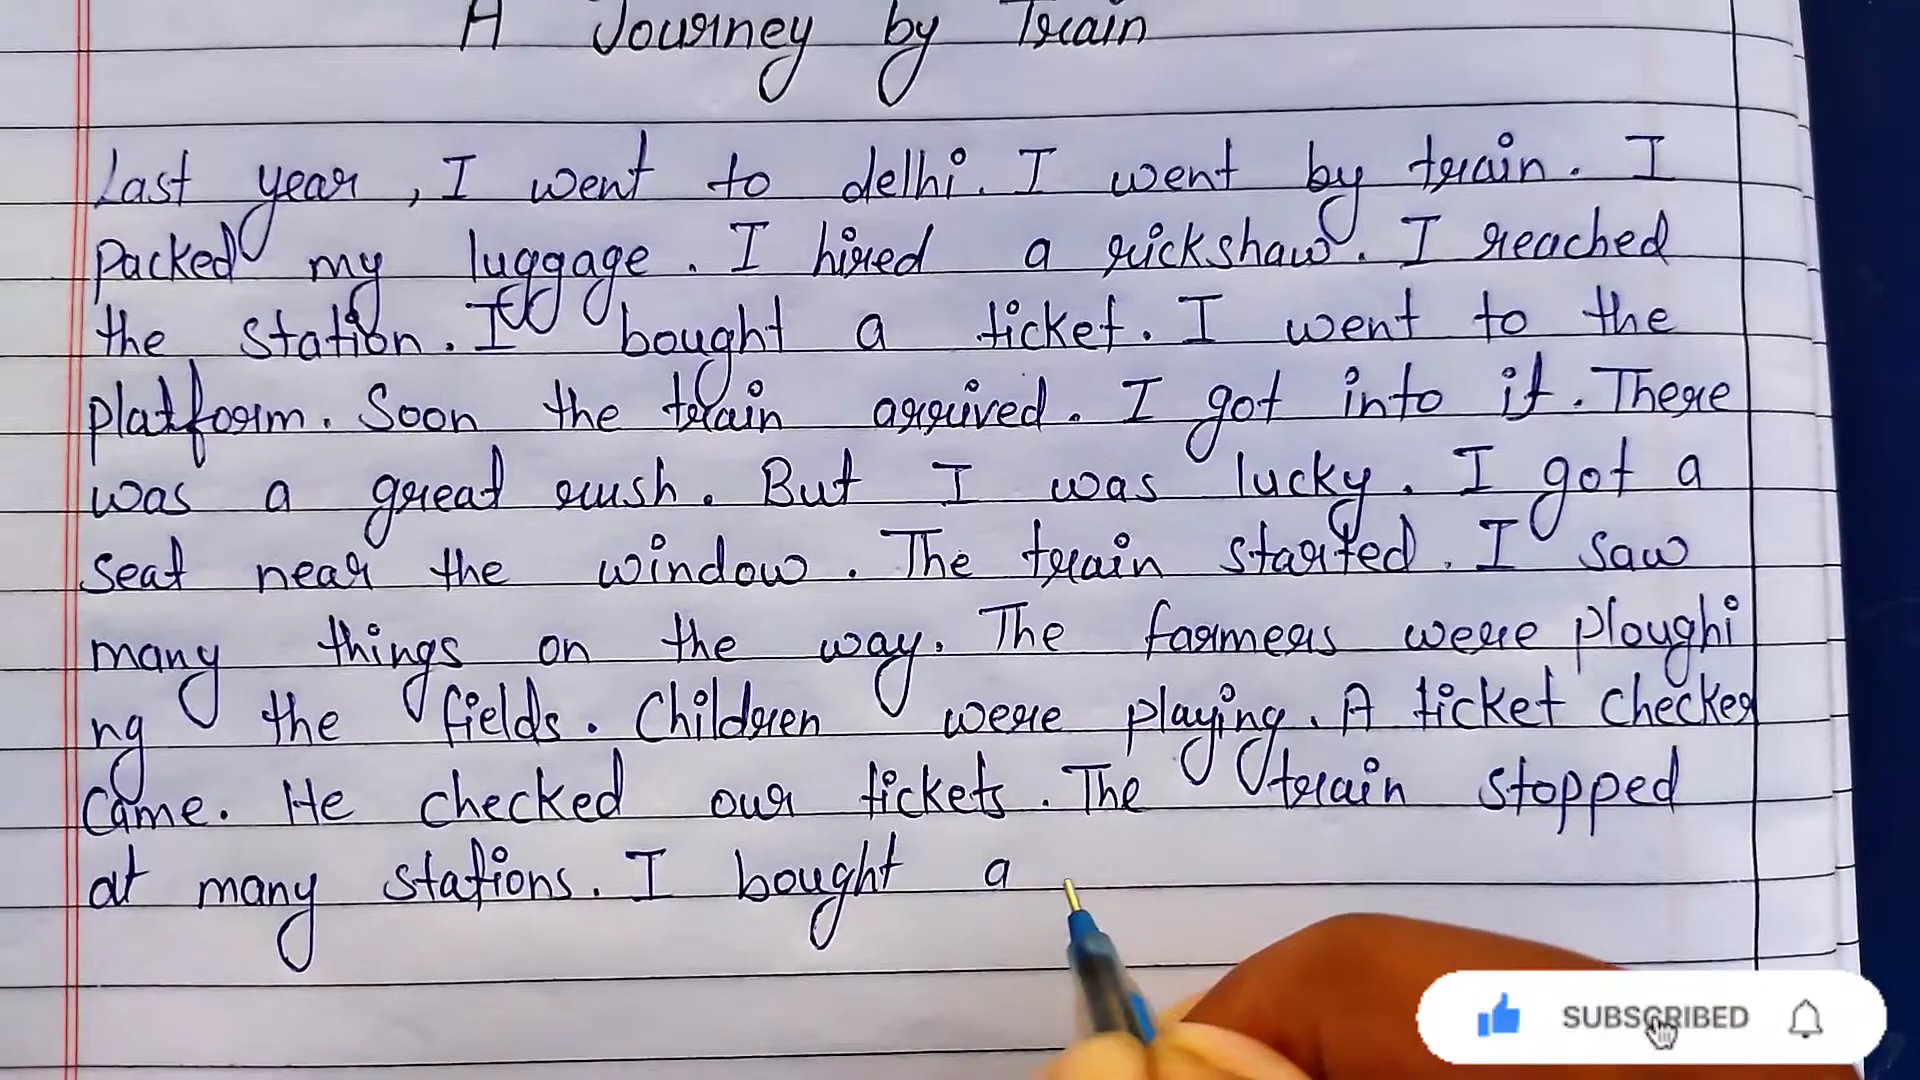 A Journey by Train
Last year, I went to delhi. I went by train. I
packed my luggage. I hired a rickshaw. I reached
the station. I bought a ticket. I went to the
platform. Soon the train arrived. I got into it. There
was a great rush. But I was lucky. I got a
seat near the window. The train started. I saw
many things on the way. The farmers were ploughi
ng the fields. Children were playing. A ticket checker
came. He checked our tickets. The train stopped
at many stations. I bought a
SUBSCRIBED